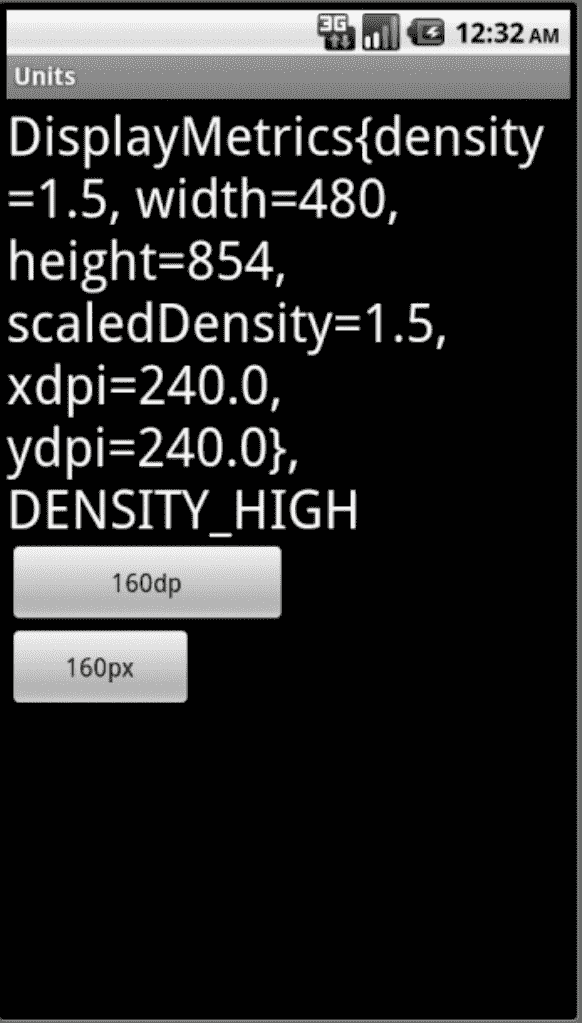 3G 12:32 AM
Units
DisplayMetrics{density
=1.5, width=480,
height=854,
scaledDensity=1.5,
xdpi=240.0,
ydpi=240.0},
DENSITY_HIGH
160dp
160px